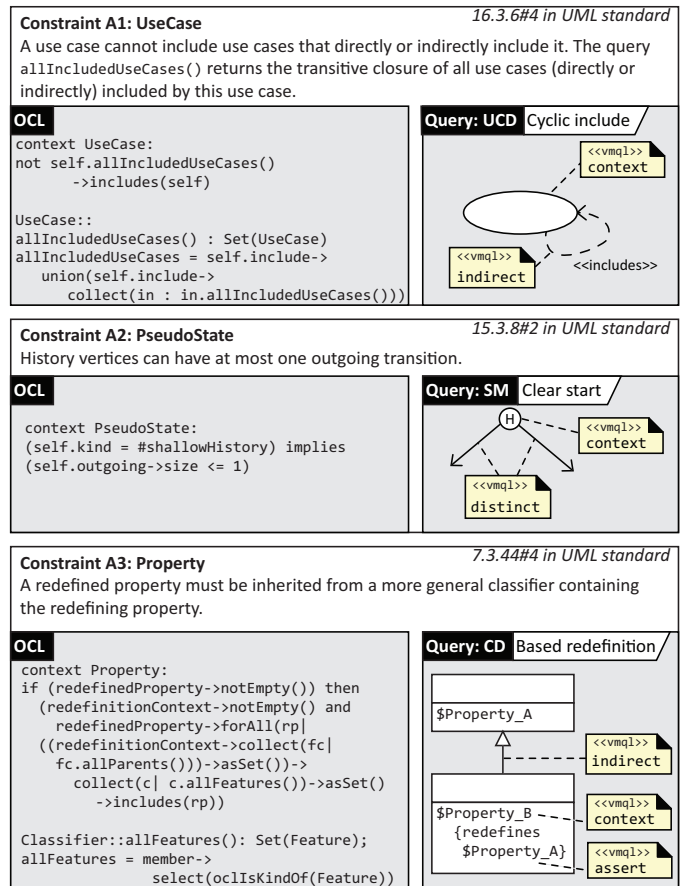 Constraint A1: UseCase
16.3.6#4 in UML standard
A use case cannot include use cases that directly or indirectly include it. The query
allIncludedUseCases() returns the transitive closure of all use cases (directly or
indirectly) included by this use case.
OCL
context UseCase:
not self.allIncludedUseCases()
->includes(self)
UseCase::
allIncludedUseCases() : Set(UseCase)
allIncludedUseCases = self.include->
union(self.include->
collect(in : in.allIncludedUseCases()))
Query: UCD Cyclic include
<<vmql>>
context
<<vmql>>
indirect
<<includes>>
Constraint A2: PseudoState
15.3.8#2 in UML standard
History vertices can have at most one outgoing transition.
OCL
context PseudoState:
(self.kind = #shallowHistory) implies
(self.outgoing->size <= 1)
Query: SM Clear start
H
<<vmql>>
context
<<vmql>>
distinct
Constraint A3: Property
7.3.44#4 in UML standard
A redefined property must be inherited from a more general classifier containing
the redefining property.
OCL
context Property:
if (redefinedProperty->notEmpty()) then
(redefinitionContext->notEmpty() and
redefinedProperty->forAll(rp|
((redefinitionContext->collect(fc|
fc.allParents()))->asSet())->
collect(c| c.allFeatures())->asSet()
->includes(rp))
Classifier::allFeatures(): Set(Feature);
allFeatures = member->
select(oclIsKindOf(Feature))
Query: CD Based redefinition
$Property_A
<<vmql>>
indirect
$Property_B
{redefines
$Property_A}
<<vmql>>
context
<<vmql>>
assert